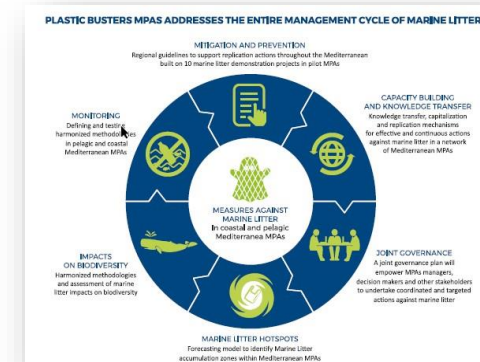 PLASTIC BUSTERS MPAS ADDRESSES THE ENTIRE MANAGEMENT CYCLE OF MARINE LITTER
MITIGATION AND PREVENTION
Regional guidelines to support replication actions throughout the Mediterranean
built on 10 marine litter demonstration projects in pilot MPAs
CAPACITY BUILDING
AND KNOWLEDGE TRANSFER
Knowledge transfer, capitalization
and replication mechanisms
for effective and continuous actions
against marine litter in a network
of Mediterranean MPAs
MONITORING
Defining and testing
harmonized methodologies
in pelagic and coastal
Mediterranean MPAs
MEASURES AGAINST
MARINE LITTER
In coastal and pelagic
Mediterranea MPAs
IMPACTS
ON BIODIVERSITY
Harmonized methodologies
and assessment of marine
litter impacts on biodiversity
JOINT GOVERNANCE
A joint governance plan will
empower MPAs managers,
decision makers and other stakeholders
to undertake coordinated and targeted
actions against marine litter
MARINE LITTER HOTSPOTS
Forecasting model to identify Marine Litter
accumulation zones within Mediterranean MPAs